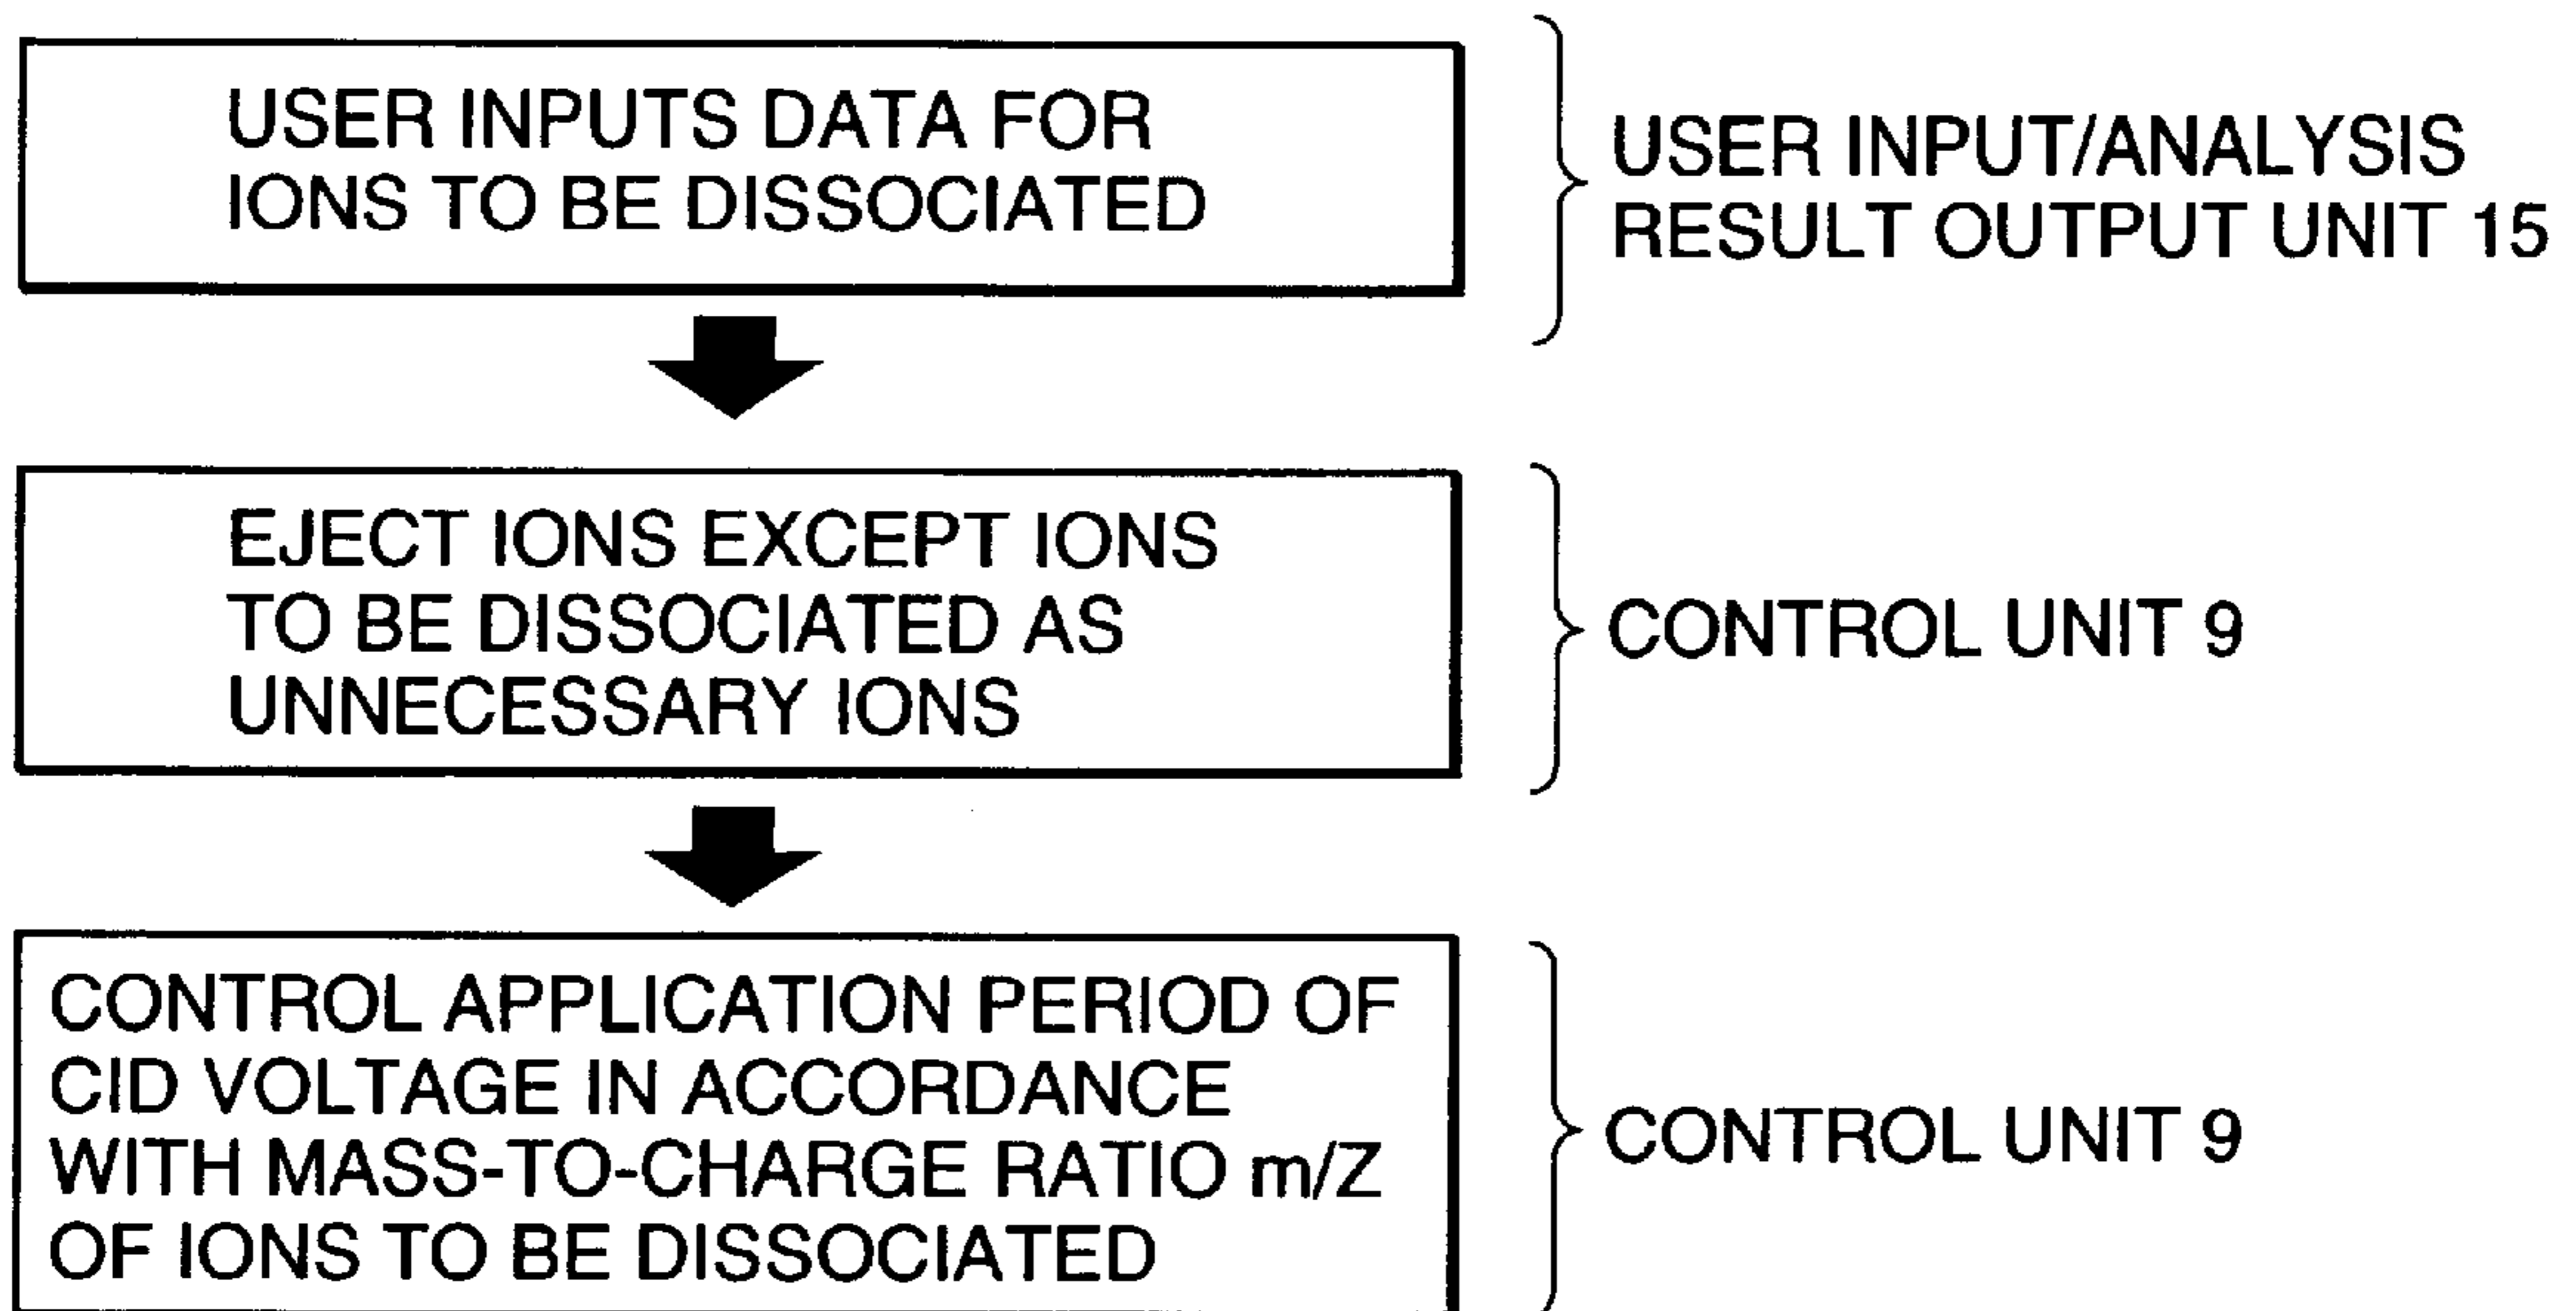 USER INPUTS DATA FOR
IONS TO BE DISSOCIATED
USER INPUT/ANALYSIS
RESULT OUTPUT UNIT 15
EJECT IONS EXCEPT IONS
TO BE DISSOCIATED AS
UNNECESSARY IONS
CONTROL UNIT 9
CONTROL APPLICATION PERIOD OF
CID VOLTAGE IN ACCORDANCE
WITH MASS-TO-CHARGE RATIO m/Z
OF IONS TO BE DISSOCIATED
CONTROL UNIT 9